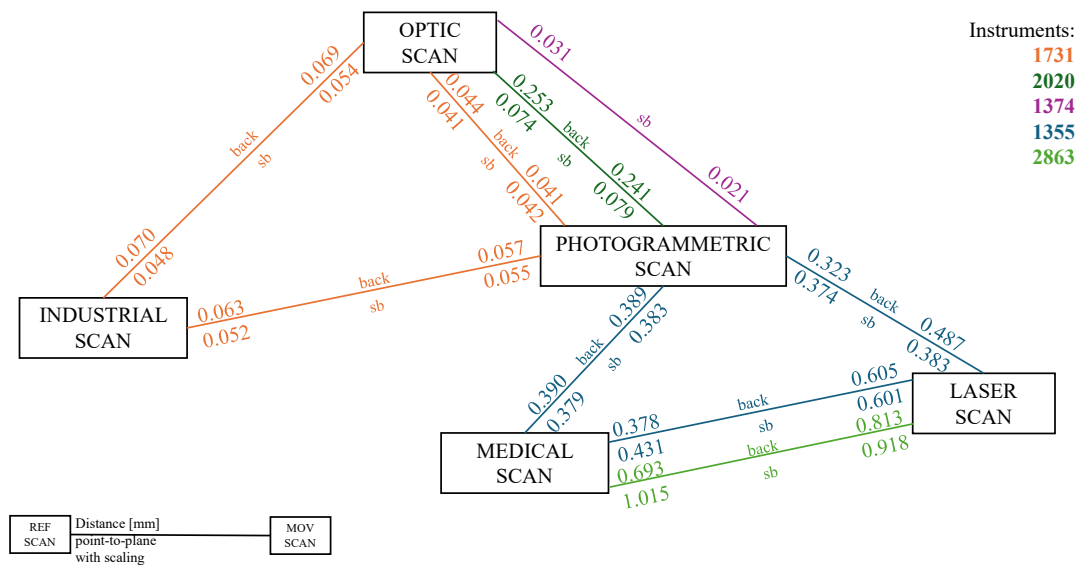 OPTIC
SCAN
Instruments:
1731
2020
1374
1355
2863
0.069
0.054
back
sb
0.070
0.048
0.044
0.041
back
sb
0.041
0.042
0.253
0.074
back
sb
0.241
0.079
0.031
sb
0.021
PHOTOGRAMMETRIC
SCAN
INDUSTRIAL
SCAN
0.063
0.052
back
sb
0.057
0.055
0.389
0.383
back
sb
0.390
0.379
0.323
0.374
back
sb
0.487
0.383
LASER
SCAN
MEDICAL
SCAN
0.378
0.431
back
sb
0.605
0.601
0.693
1.015
back
sb
0.813
0.918
REF
SCAN
Distance [mm]
point-to-plane
with scaling
MOV
SCAN